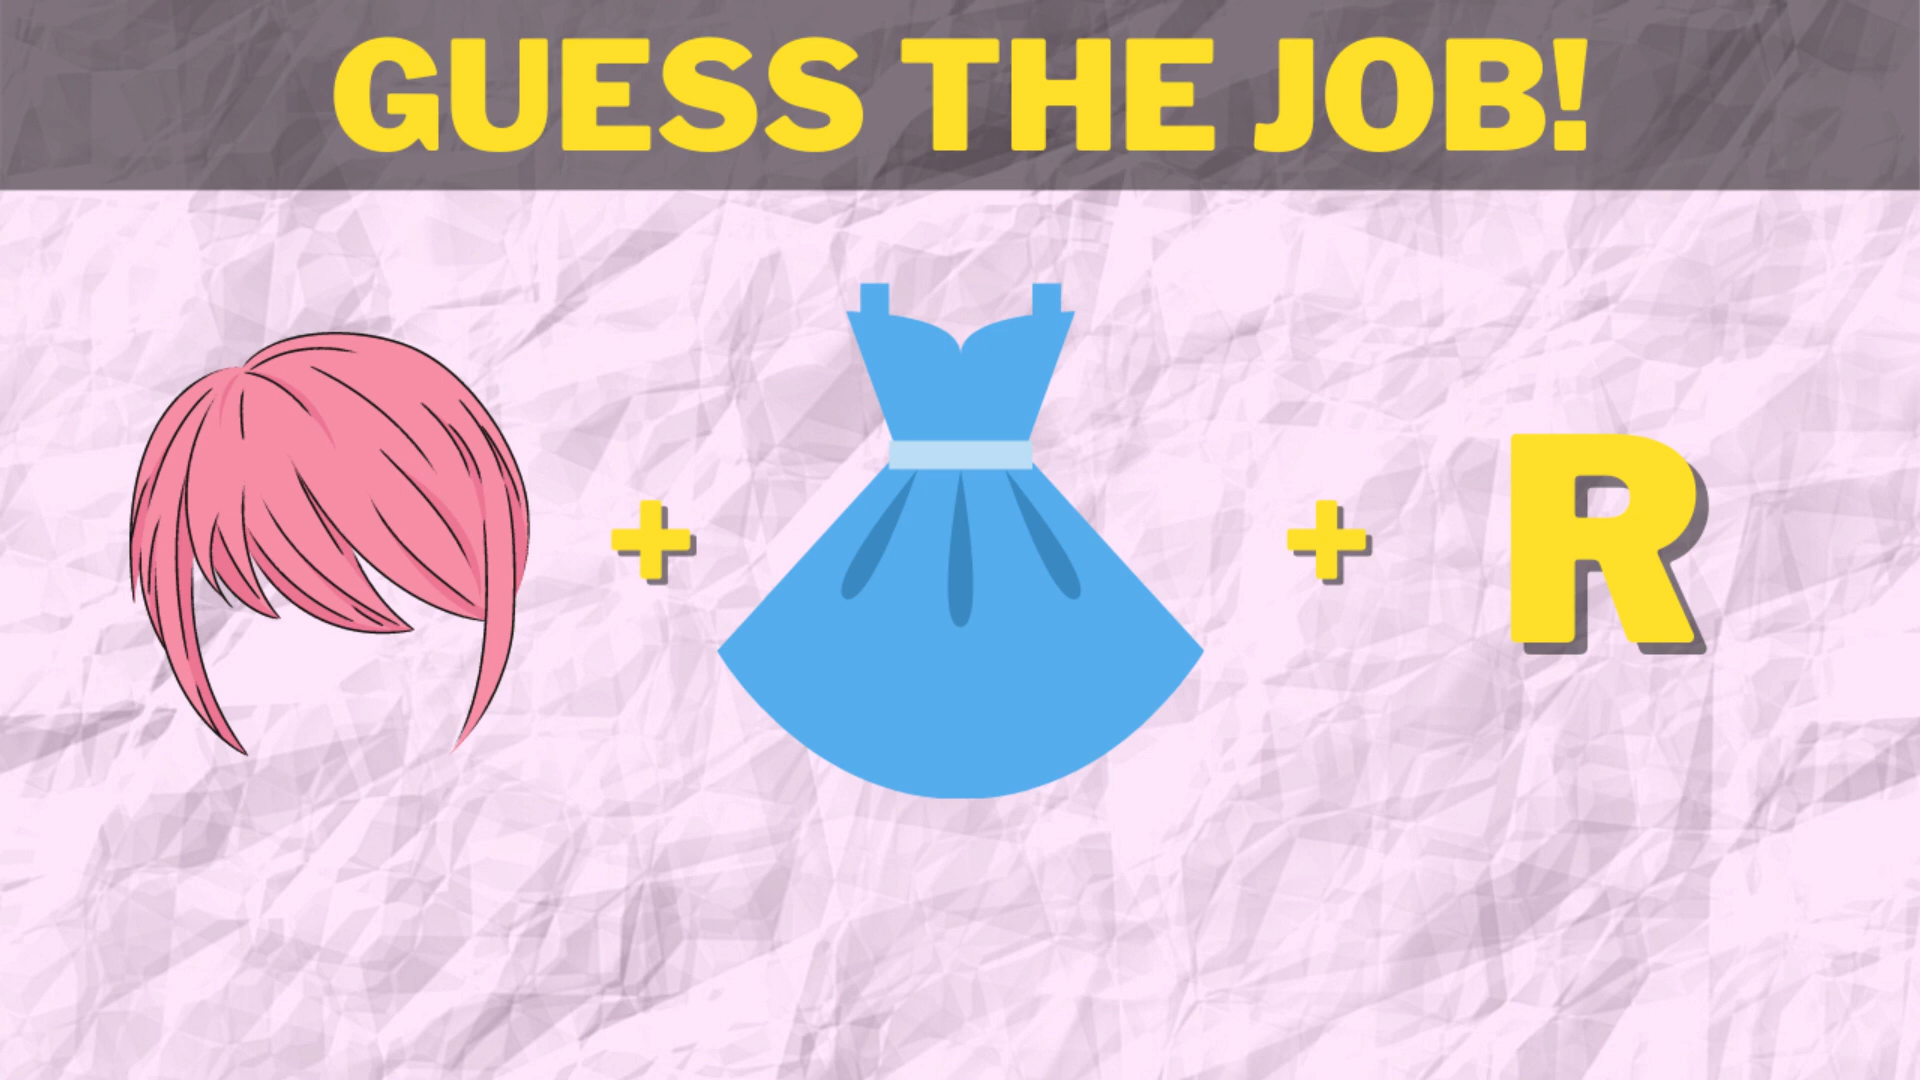 GUESS THE JOB!
+ + R